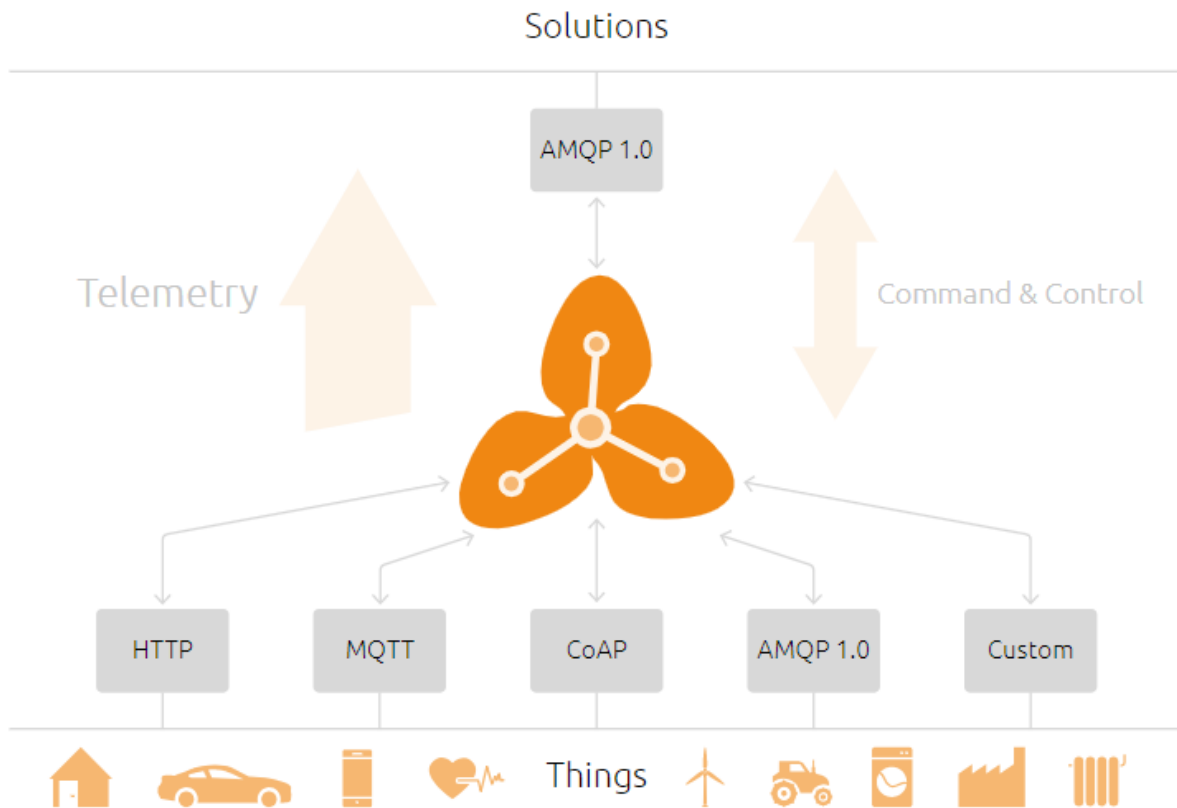 Solutions
AMQP 1.0
Telemetry
Command & Control
HTTP
MQTT
CoAP
AMQP 1.0
Custom
Things